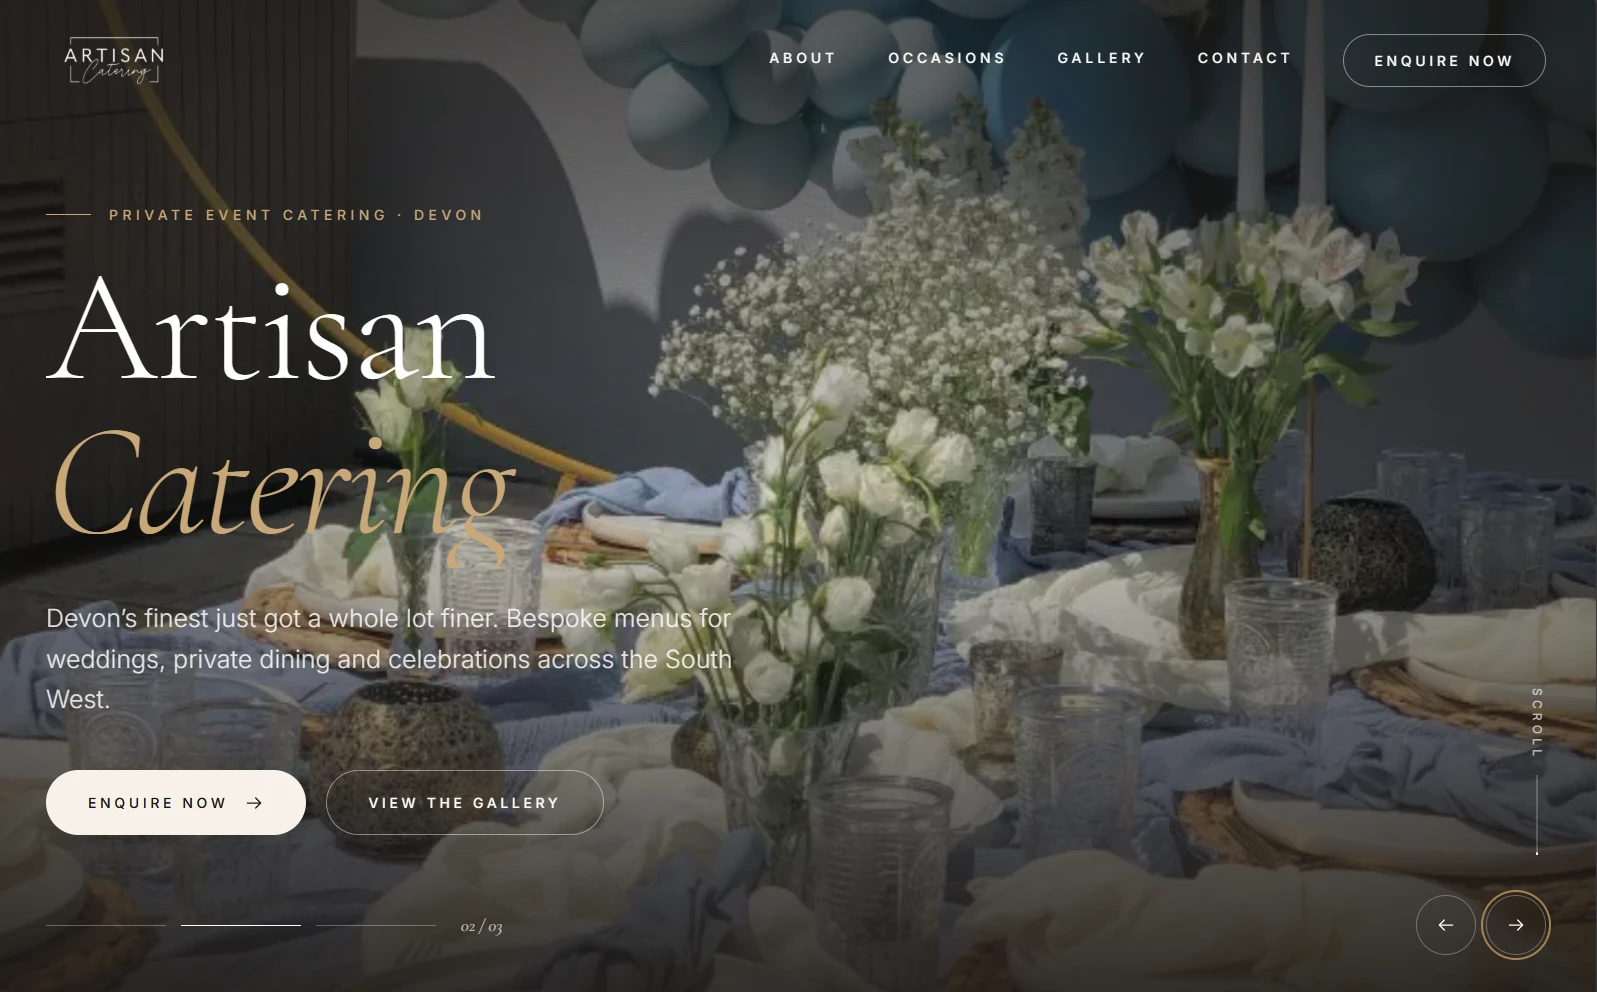 ARTISAN
Catering
ABOUT
OCCASIONS
GALLERY
CONTACT
ENQUIRE NOW
PRIVATE EVENT CATERING · DEVON
Artisan
Catering
Devon’s finest just got a whole lot finer. Bespoke menus for
weddings, private dining and celebrations across the South
West.
ENQUIRE NOW →
VIEW THE GALLERY
SCROLL
02 / 03
← →